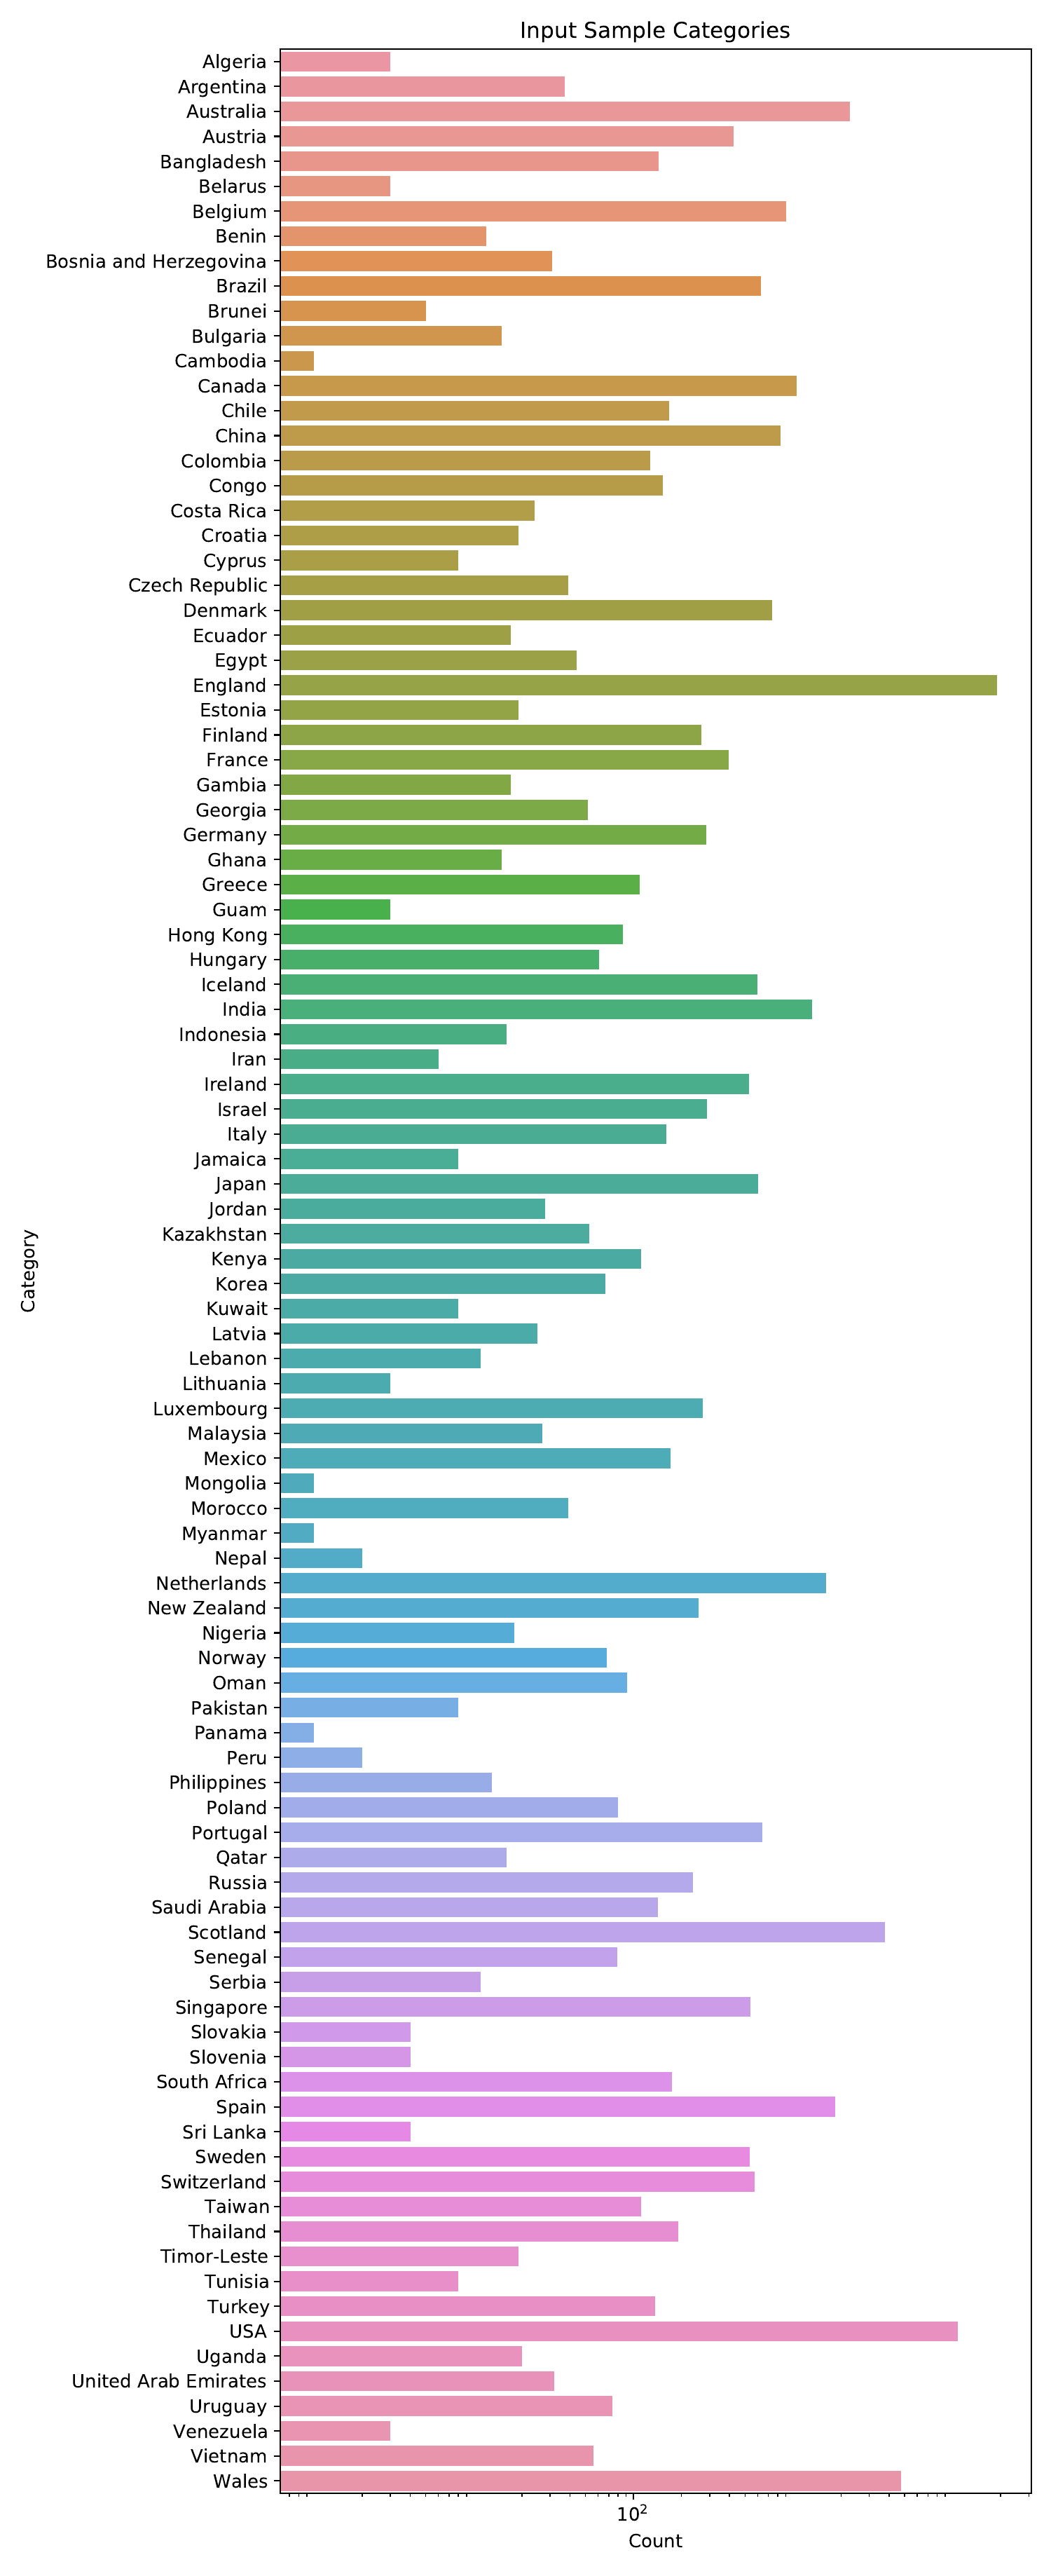 Input Sample Categories
Algeria
Argentina
Australia
Austria
Bangladesh
Belarus
Belgium
Benin
Bosnia and Herzegovina
Brazil
Brunei
Bulgaria
Cambodia
Canada
Chile
China
Colombia
Congo
Costa Rica
Croatia
Cyprus
Czech Republic
Denmark
Ecuador
Egypt
England
Estonia
Finland
France
Gambia
Georgia
Germany
Ghana
Greece
Guam
Hong Kong
Hungary
Iceland
India
Indonesia
Iran
Ireland
Israel
Italy
Jamaica
Japan
Jordan
Kazakhstan
Kenya
Korea
Kuwait
Latvia
Lebanon
Lithuania
Luxembourg
Malaysia
Mexico
Mongolia
Morocco
Myanmar
Nepal
Netherlands
New Zealand
Nigeria
Norway
Oman
Pakistan
Panama
Peru
Philippines
Poland
Portugal
Qatar
Russia
Saudi Arabia
Scotland
Senegal
Serbia
Singapore
Slovakia
Slovenia
South Africa
Spain
Sri Lanka
Sweden
Switzerland
Taiwan
Thailand
Timor-Leste
Tunisia
Turkey
USA
Uganda
United Arab Emirates
Uruguay
Venezuela
Vietnam
Wales
Category
10²
Count